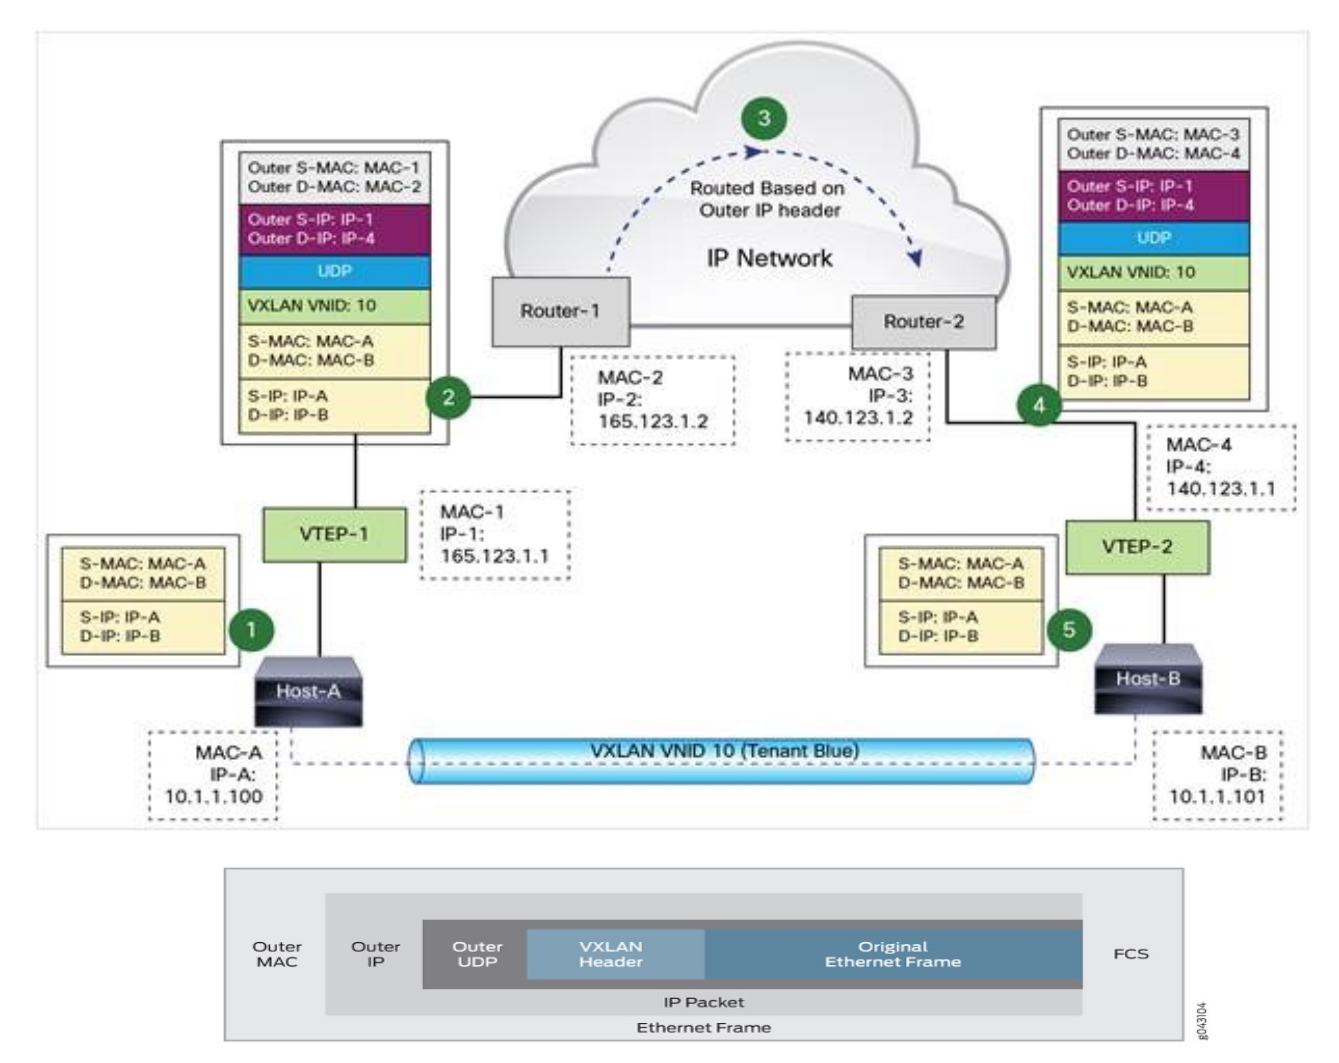 3
Routed Based on
Outer IP header
IP Network
Outer S-MAC: MAC-1
Outer D-MAC: MAC-2
Outer S-IP: IP-1
Outer D-IP: IP-4
UDP
VXLAN VNID: 10
S-MAC: MAC-A
D-MAC: MAC-B
S-IP: IP-A
D-IP: IP-B
2
Router-1
Router-2
Outer S-MAC: MAC-3
Outer D-MAC: MAC-4
Outer S-IP: IP-1
Outer D-IP: IP-4
UDP
VXLAN VNID: 10
S-MAC: MAC-A
D-MAC: MAC-B
S-IP: IP-A
D-IP: IP-B
4
MAC-2
IP-2:
165.123.1.2
MAC-3
IP-3:
140.123.1.2
MAC-4
IP-4:
140.123.1.1
VTEP-1
MAC-1
IP-1:
165.123.1.1
VTEP-2
S-MAC: MAC-A
D-MAC: MAC-B
S-IP: IP-A
D-IP: IP-B
1
S-MAC: MAC-A
D-MAC: MAC-B
S-IP: IP-A
D-IP: IP-B
5
Host-A
Host-B
MAC-A
IP-A:
10.1.1.100
VXLAN VNID 10 (Tenant Blue)
MAC-B
IP-B:
10.1.1.101
Outer
MAC
Outer
IP
Outer
UDP
VXLAN
Header
Original
Ethernet Frame
FCS
IP Packet
Ethernet Frame
g043104